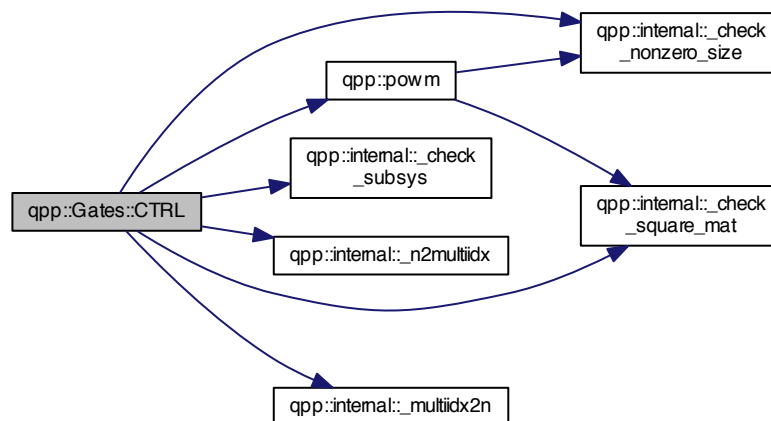 qpp::internal::_check
_nonzero_size
qpp::powm
qpp::internal::_check
_subsys
qpp::Gates::CTRL
qpp::internal::_check
_square_mat
qpp::internal::_n2multiidx
qpp::internal::_multiidx2n